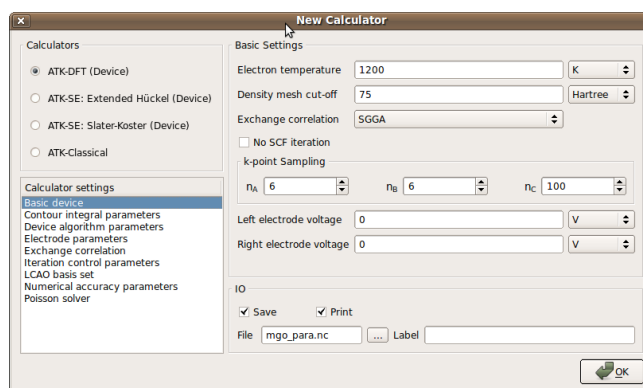 New Calculator
Calculators
ATK-DFT (Device)
ATK-SE: Extended Hückel (Device)
ATK-SE: Slater-Koster (Device)
ATK-Classical
Calculator settings
Basic device
Contour integral parameters
Device algorithm parameters
Electrode parameters
Exchange correlation
Iteration control parameters
LCAO basis set
Numerical accuracy parameters
Poisson solver
Basic Settings
Electron temperature 1200 K
Density mesh cut-off 75 Hartree
Exchange correlation SGGA
No SCF iteration
k-point Sampling
nA 6 nB 6 nC 100
Left electrode voltage 0 V
Right electrode voltage 0 V
IO
Save Print
File mgo_para.nc ... Label
OK